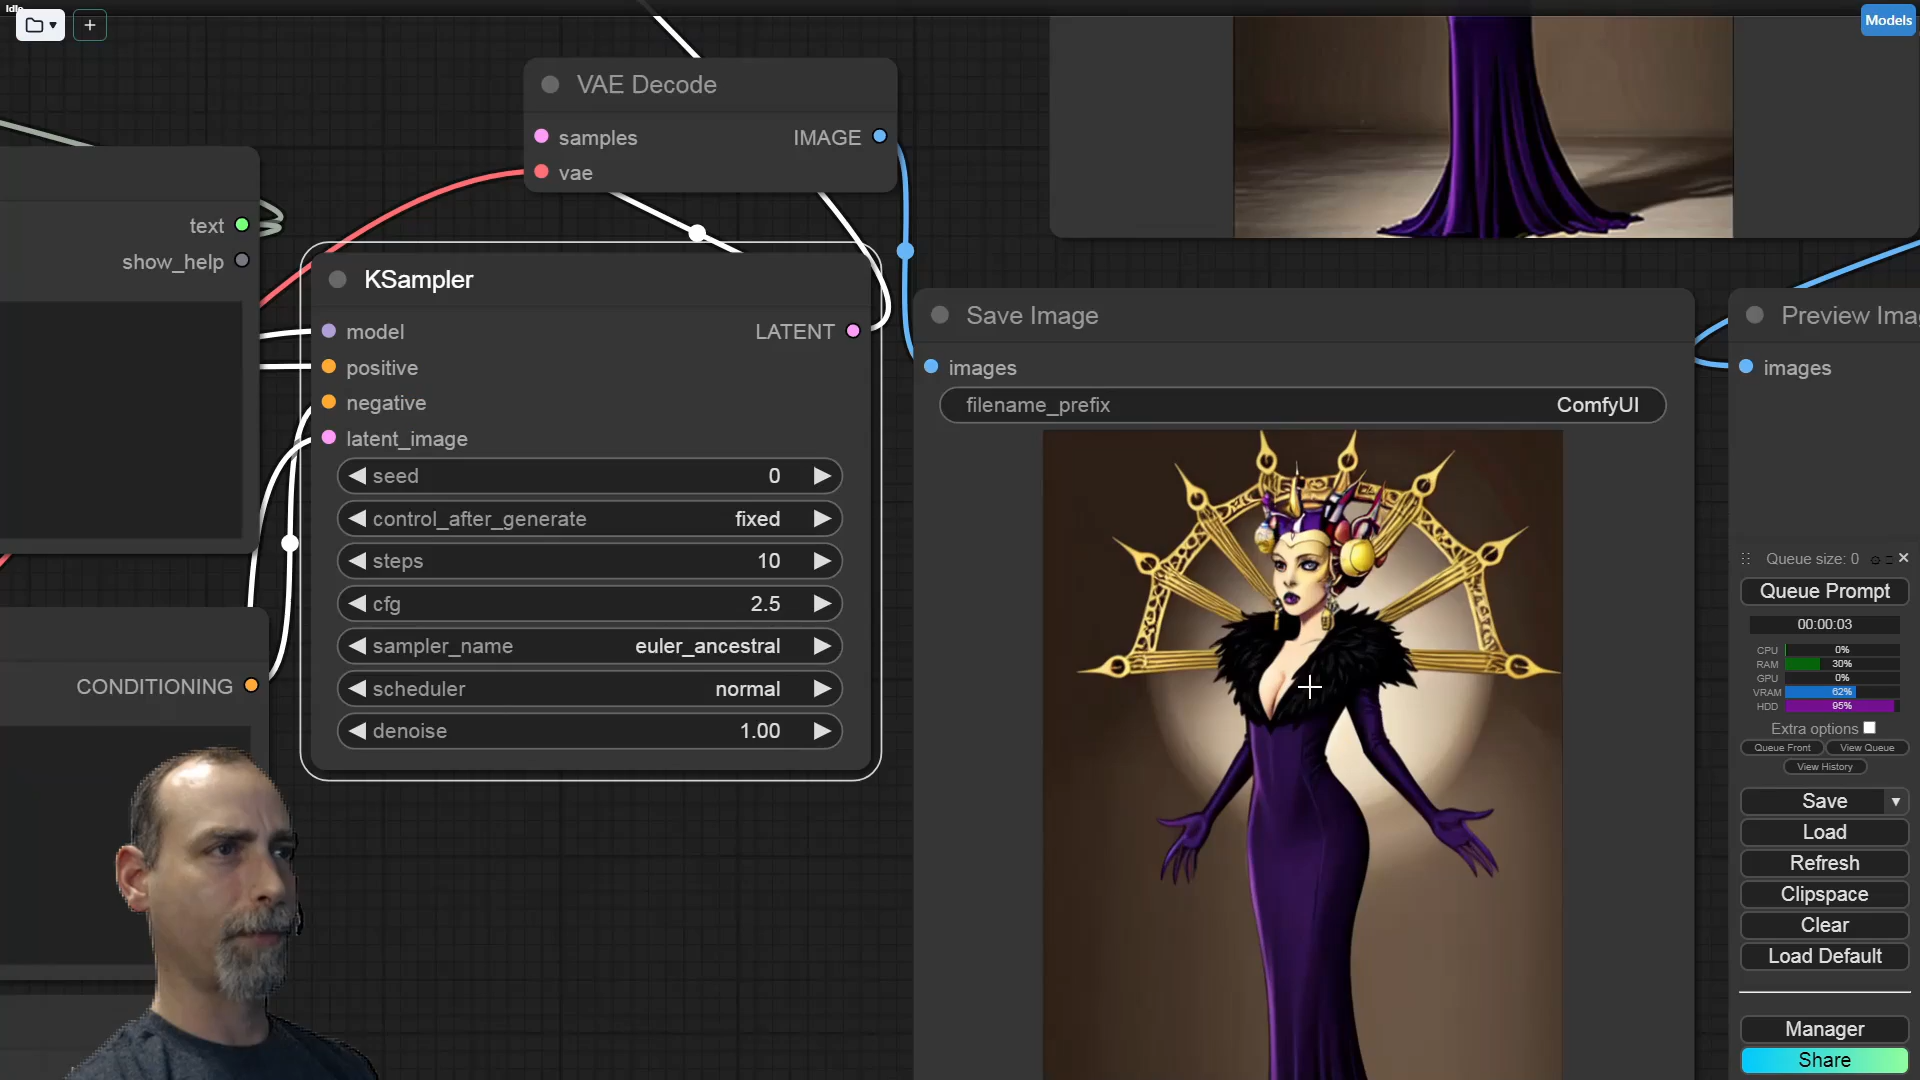 Idle
Models
+
VAE Decode
samples
IMAGE
vae
text
show_help
KSampler
model
LATENT
positive
negative
latent_image
seed
0
control_after_generate
fixed
steps
10
cfg
2.5
sampler_name
euler_ancestral
scheduler
normal
denoise
1.00
CONDITIONING
Save Image
images
filename_prefix
ComfyUI
Preview Imag
images
Queue size: 0
Queue Prompt
00:00:03
CPU
0%
RAM
30%
GPU
0%
VRAM
62%
HDD
95%
Extra options
Queue Front
View Queue
View History
Save
Load
Refresh
Clipspace
Clear
Load Default
Manager
Share